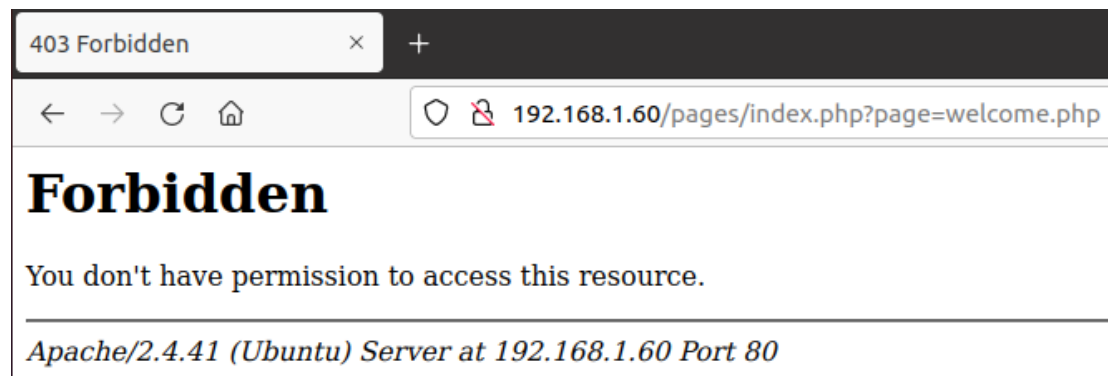 403 Forbidden
192.168.1.60/pages/index.php?page=welcome.php
Forbidden
You don't have permission to access this resource.
Apache/2.4.41 (Ubuntu) Server at 192.168.1.60 Port 80